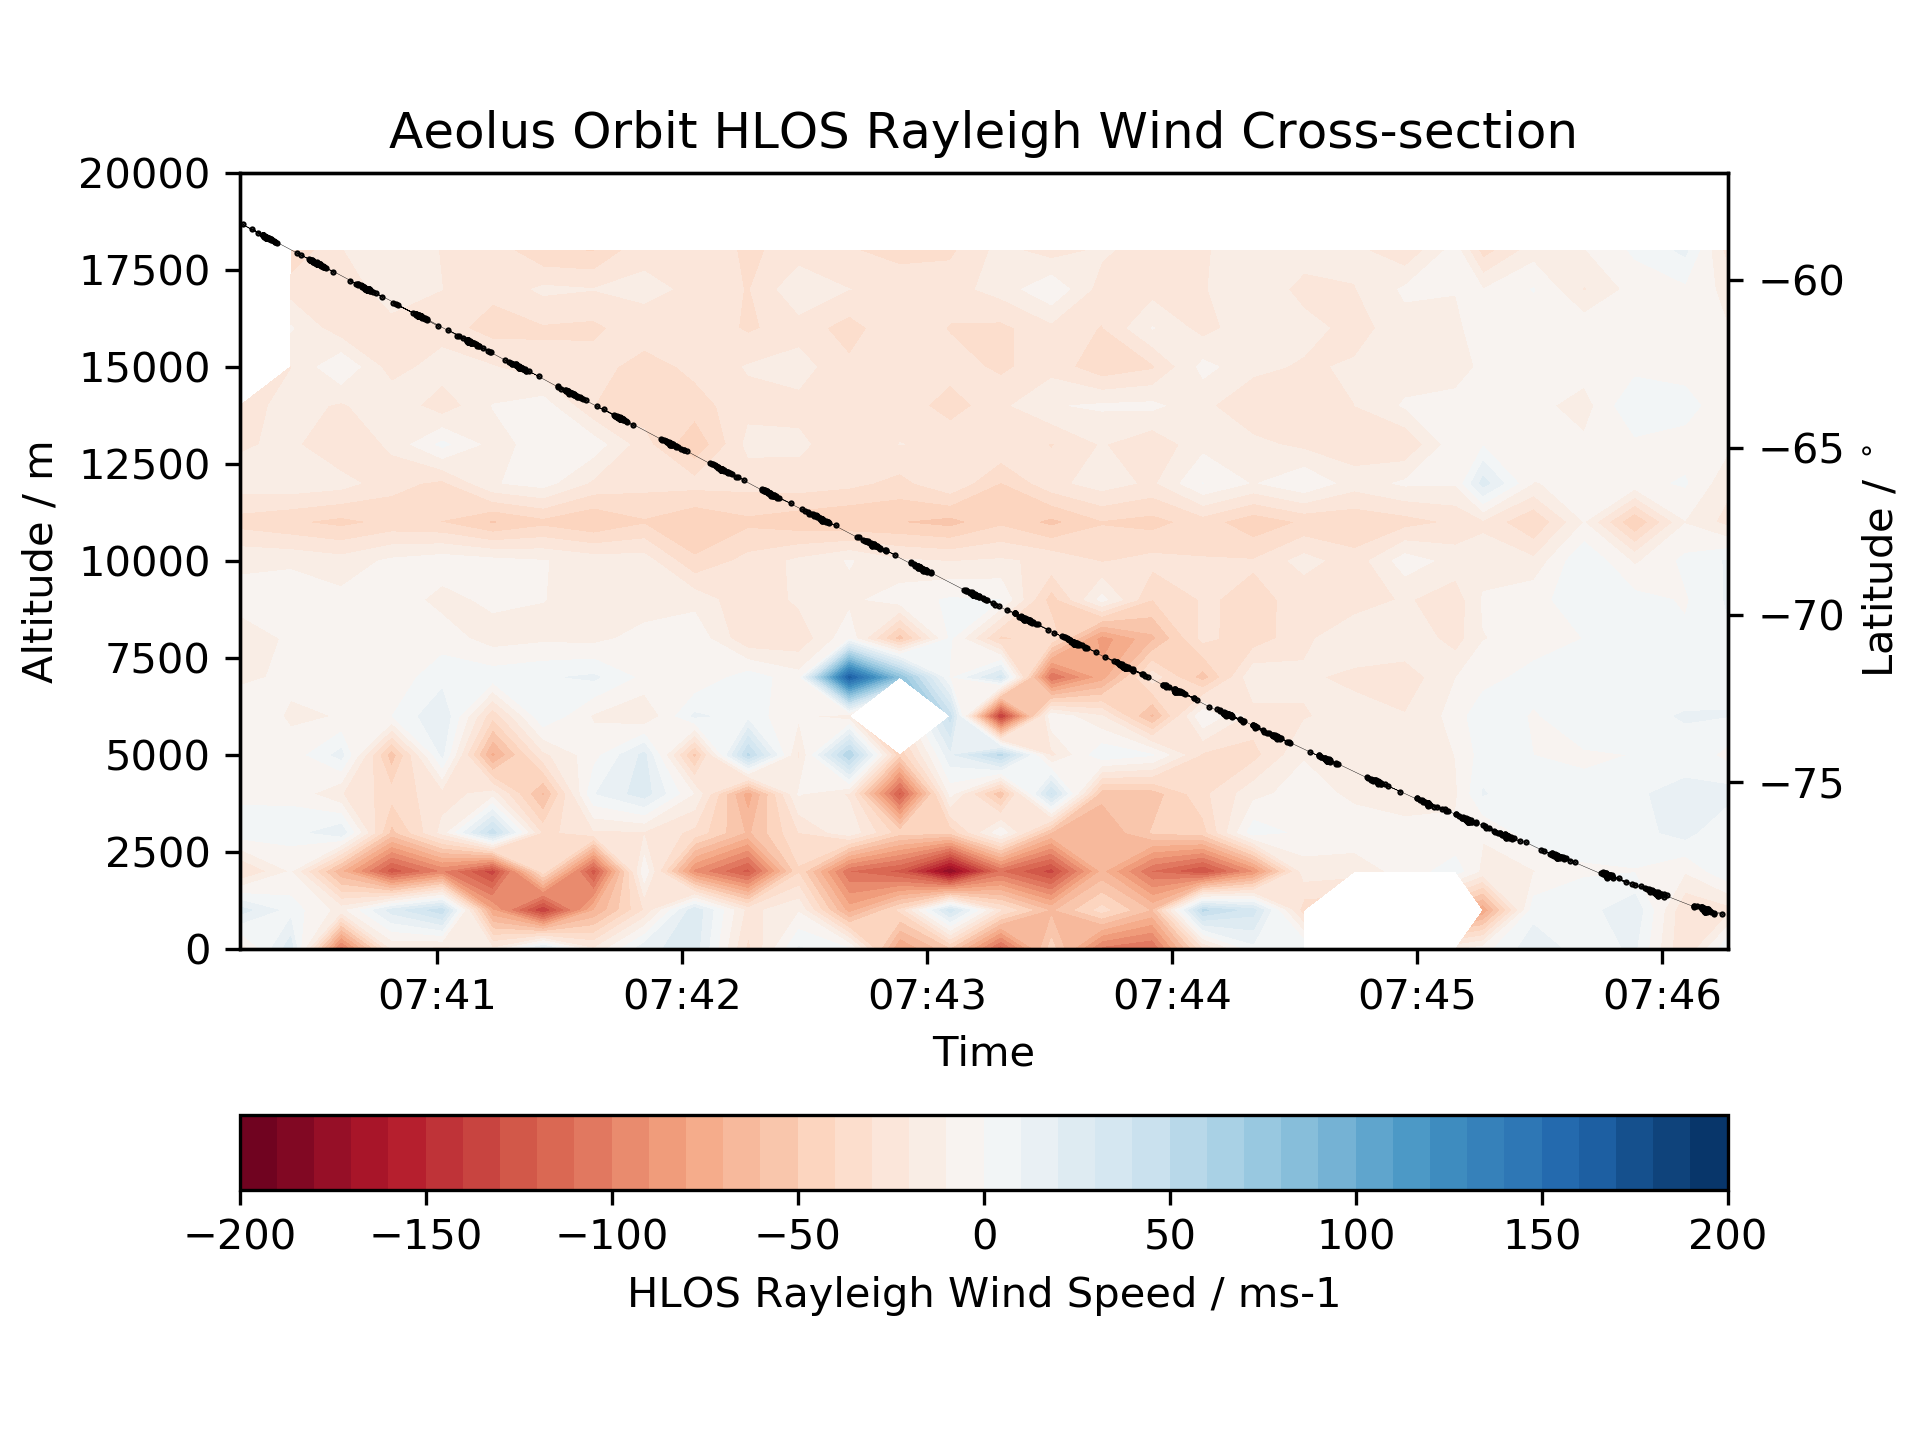 Aeolus Orbit HLOS Rayleigh Wind Cross-section
20000
17500
15000
12500
10000
7500
5000
2500
0
Altitude / m
−60
−65
−70
−75
Latitude / °
07:41 07:42 07:43 07:44 07:45 07:46
Time
−200 −150 −100 −50 0 50 100 150 200
HLOS Rayleigh Wind Speed / ms-1